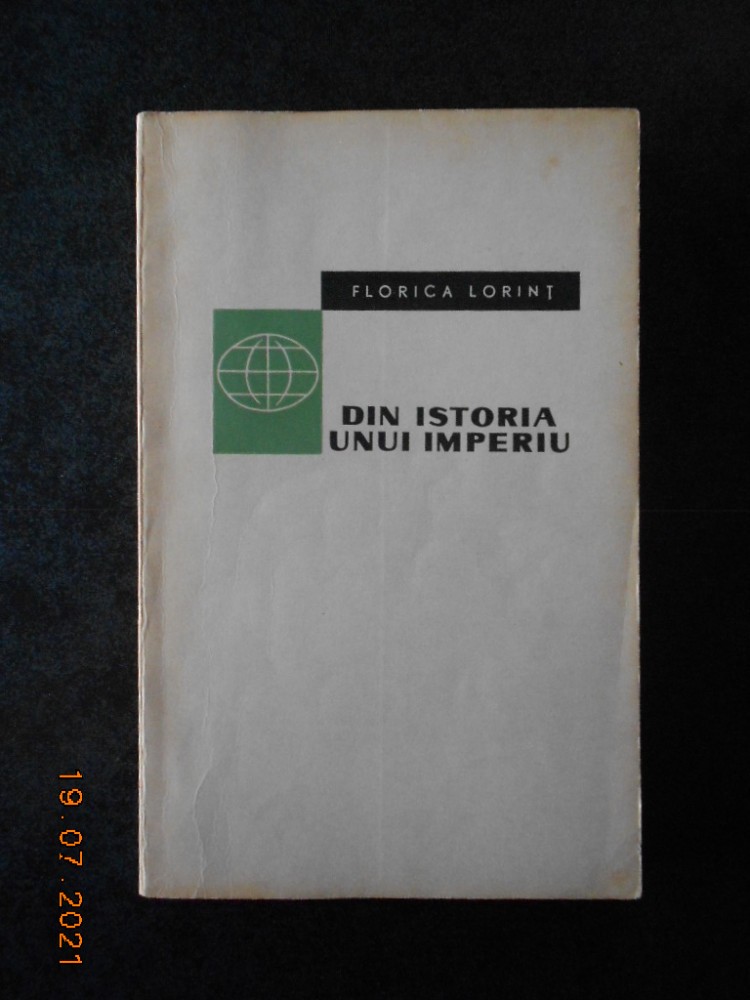 FLORICA LORINȚ
DIN ISTORIA
UNUI IMPERIU
19.07.2021